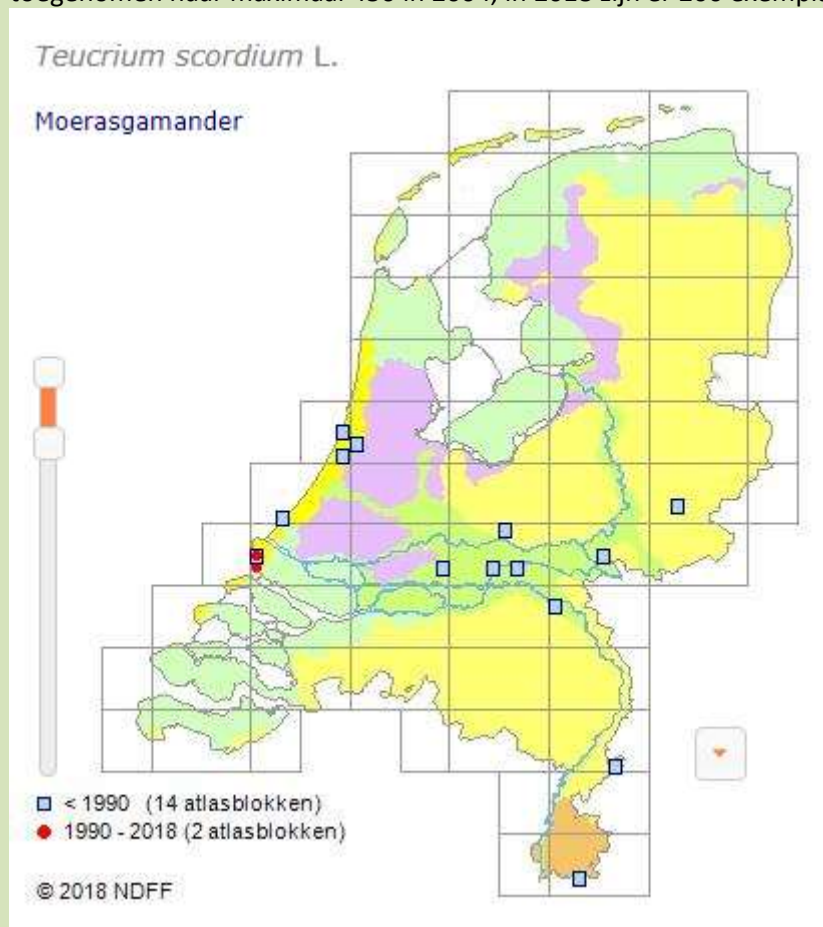 Teucrium scordium L.
Moerasgamander
< 1990 (14 atlasblokken)
1990 - 2018 (2 atlasblokken)
© 2018 NDFF